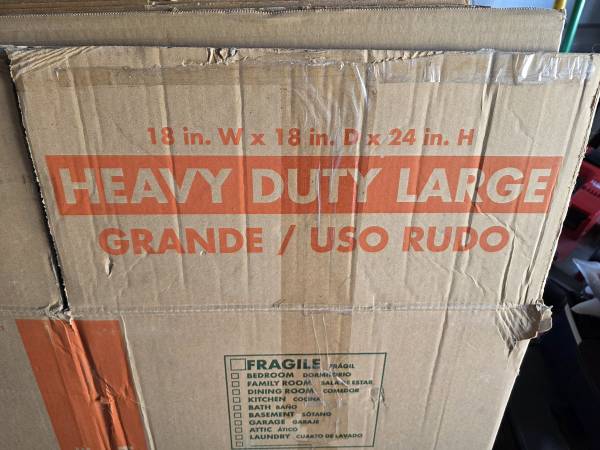 18 in. W x 18 in. D x 24 in. H
HEAVY DUTY LARGE
GRANDE / USO RUDO
FRAGILE FRÁGIL
BEDROOM DORMITORIO
FAMILY ROOM SALA DE ESTAR
DINING ROOM COMEDOR
KITCHEN COCINA
BATH BAÑO
BASEMENT SÓTANO
GARAGE GARAJE
ATTIC ÁTICO
LAUNDRY CUARTO DE LAVADO